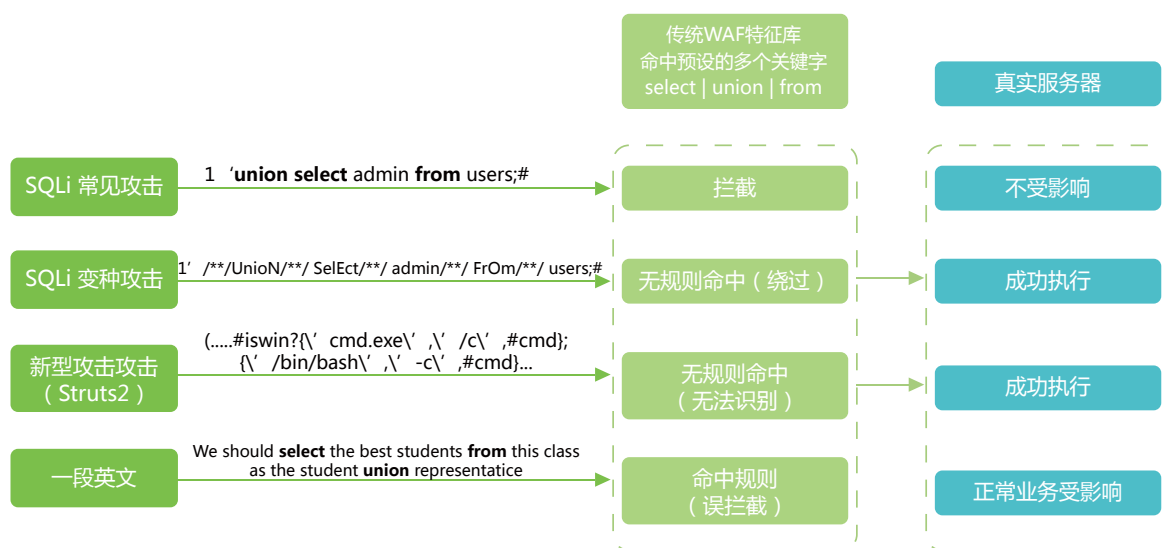 传统WAF特征库
命中预设的多个关键字
select | union | from
真实服务器
SQLi 常见攻击
1 ‘union select admin from users;#
拦截
不受影响
SQLi 变种攻击
1’ /**/UnioN/**/ SelEct/**/ admin/**/ FrOm/**/ users;#
无规则命中（绕过）
成功执行
新型攻击攻击
（Struts2）
(.....#iswin?{\’ cmd.exe\’ ,\’ /c\’ ,#cmd};
{\’ /bin/bash\’ ,\’ -c\’ ,#cmd}...
无规则命中
（无法识别）
成功执行
一段英文
We should select the best students from this class
as the student union representatice
命中规则
（误拦截）
正常业务受影响